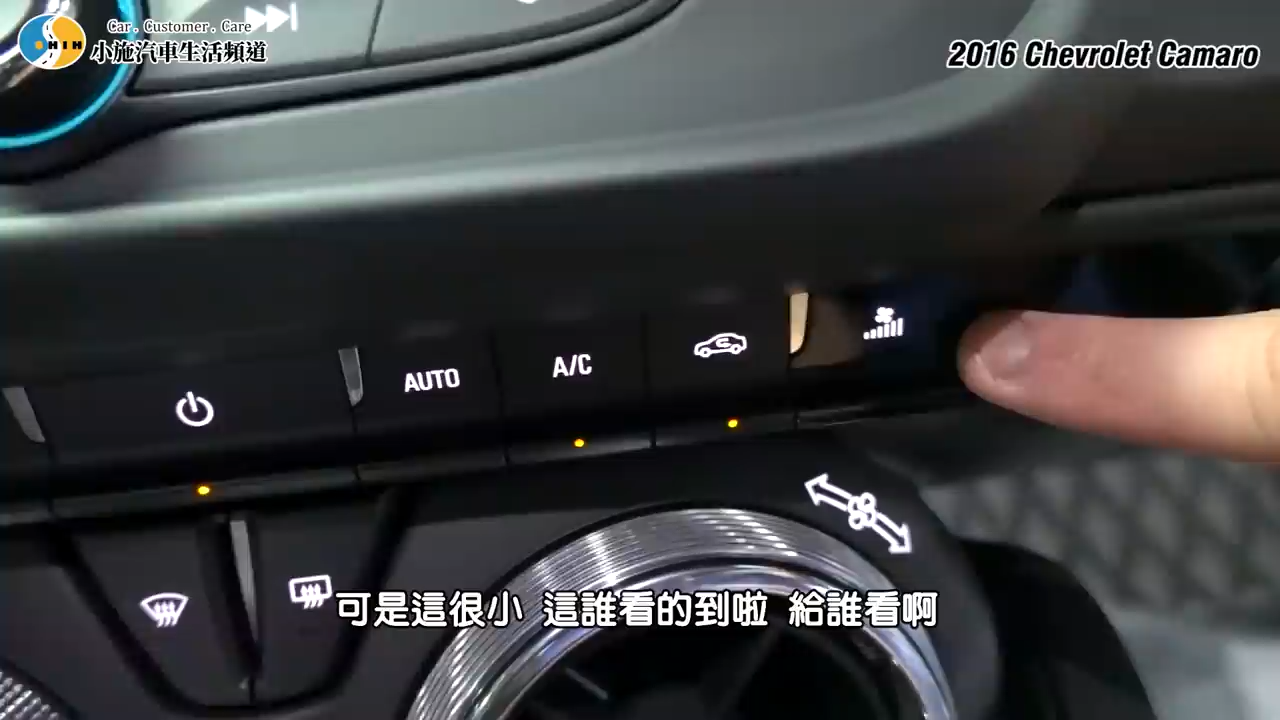 Car . Customer . Care
SHIH
小施汽車生活頻道
2016 Chevrolet Camaro
AUTO
A/C
可是這很小 這誰看的到啦 給誰看啊